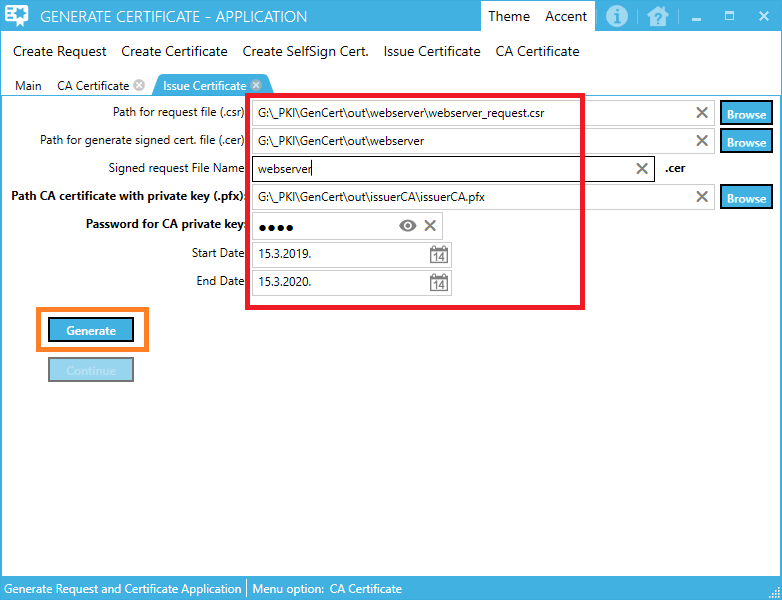 GENERATE CERTIFICATE - APPLICATION
Theme Accent
Create Request Create Certificate Create SelfSign Cert. Issue Certificate CA Certificate
Main CA Certificate Issue Certificate
Path for request file (.csr) G:\_PKI\GenCert\out\webserver\webserver_request.csr Browse
Path for generate signed cert. file (.cer) G:\_PKI\GenCert\out\webserver Browse
Signed request File Name webserver .cer
Path CA certificate with private key (.pfx): G:\_PKI\GenCert\out\issuerCA\issuerCA.pfx Browse
Password for CA private key: ●●●●
Start Date 15.3.2019. 14
End Date 15.3.2020. 14
Generate
Continue
Generate Request and Certificate Application Menu option: CA Certificate